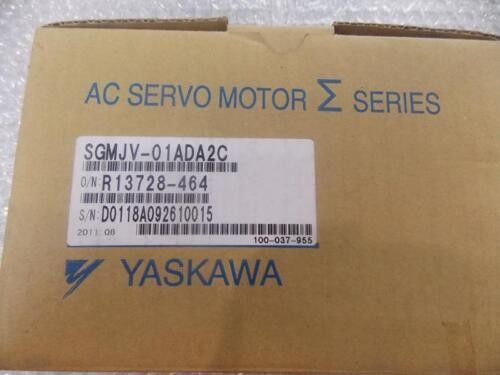 AC SERVO MOTOR Σ SERIES
SGMJV-01ADA2C
O/N:R13728-464
S/N:D0118A092610015
2011.08
100-037-955
YASKAWA